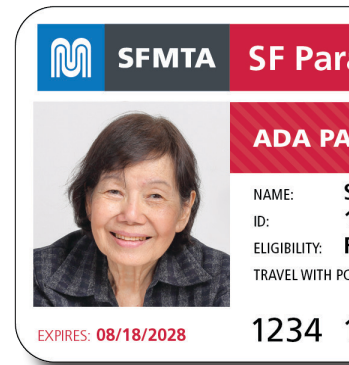 SFMTA SF Para
ADA PA
NAME: S
ID:
ELIGIBILITY: F
TRAVEL WITH PC
EXPIRES: 08/18/2028 1234